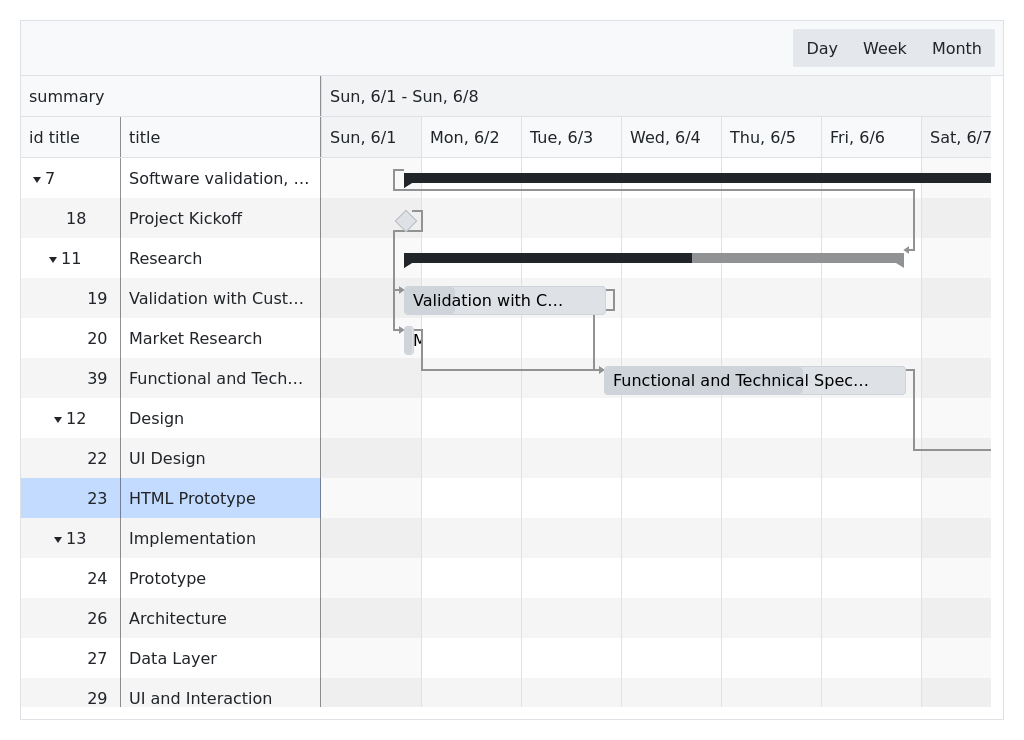 Day Week Month
summary Sun, 6/1 - Sun, 6/8
id title title Sun, 6/1 Mon, 6/2 Tue, 6/3 Wed, 6/4 Thu, 6/5 Fri, 6/6 Sat, 6/7
7 Software validation, ...
18 Project Kickoff
11 Research
19 Validation with Cust... Validation with C...
20 Market Research M
39 Functional and Tech... Functional and Technical Spec...
12 Design
22 UI Design
23 HTML Prototype
13 Implementation
24 Prototype
26 Architecture
27 Data Layer
29 UI and Interaction